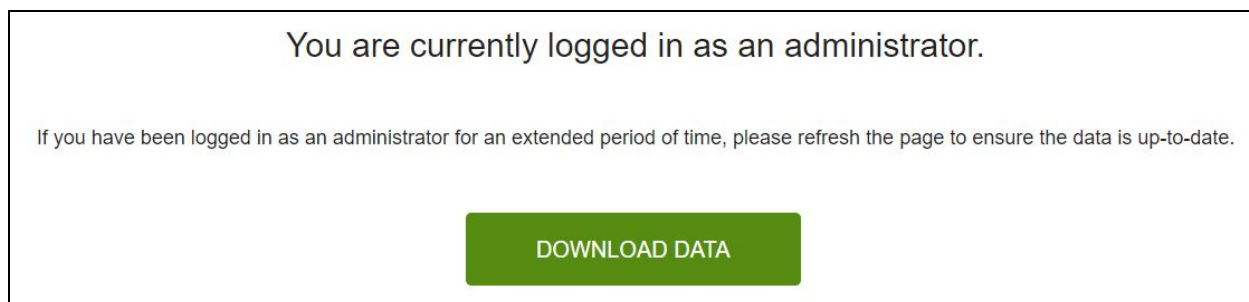 You are currently logged in as an administrator.
If you have been logged in as an administrator for an extended period of time, please refresh the page to ensure the data is up-to-date.
DOWNLOAD DATA